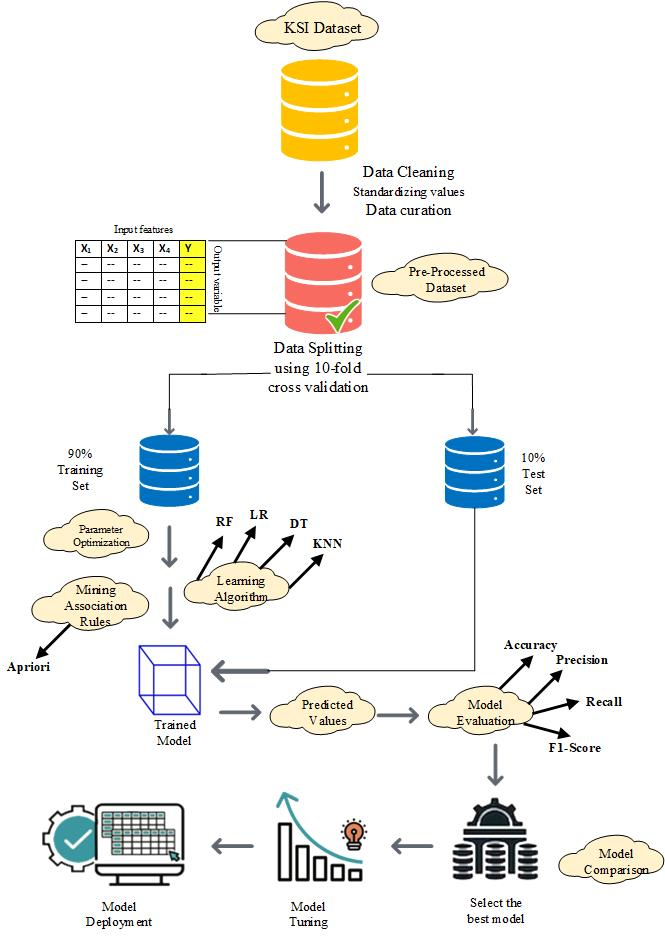 KSI Dataset
Data Cleaning
Standardizing values
Data curation
Input features
X₁ X₂ X₃ X₄ Y
-- -- -- -- --
-- -- -- -- --
-- -- -- -- --
-- -- -- -- --
Output variable
Pre-Processed
Dataset
Data Splitting
using 10-fold
cross validation
90%
Training
Set
10%
Test
Set
Parameter
Optimization
RF
LR
DT
KNN
Learning
Algorithm
Mining
Association
Rules
Apriori
Trained
Model
Predicted
Values
Model
Evaluation
Accuracy
Precision
Recall
F1-Score
Model
Deployment
Model
Tuning
Select the
best model
Model
Comparison